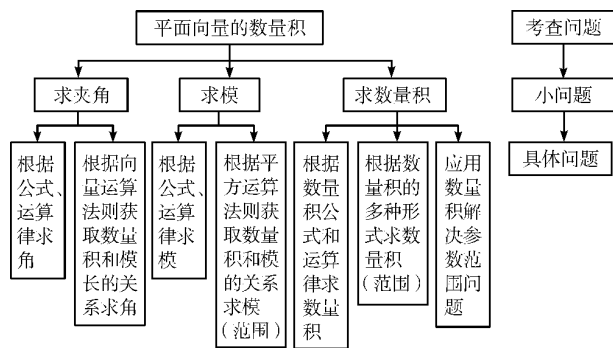 平面向量的数量积
考查问题
求夹角
求模
求数量积
小问题
具体问题
根据
公式、
运算
律求
角
根据向
量运算
法则获
取数量
积和模
长的关
系求角
根据
公式、
运算
律求
模
根据平
方运算
法则获
取数量
积和模
的关系
求模
(范围)
根据
数量
积公
式和
运算
律求
数量
积
根据数
量积的
多种形
式求数
量积
(范围)
应用
数量
积解
决参
数范
围问
题